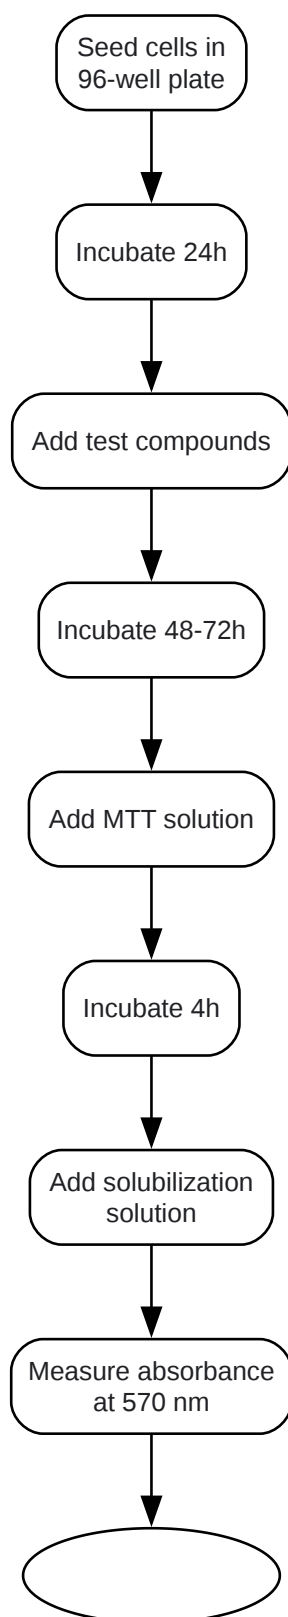 Seed cells in
96-well plate
Incubate 24h
Add test compounds
Incubate 48-72h
Add MTT solution
Incubate 4h
Add solubilization
solution
Measure absorbance
at 570 nm